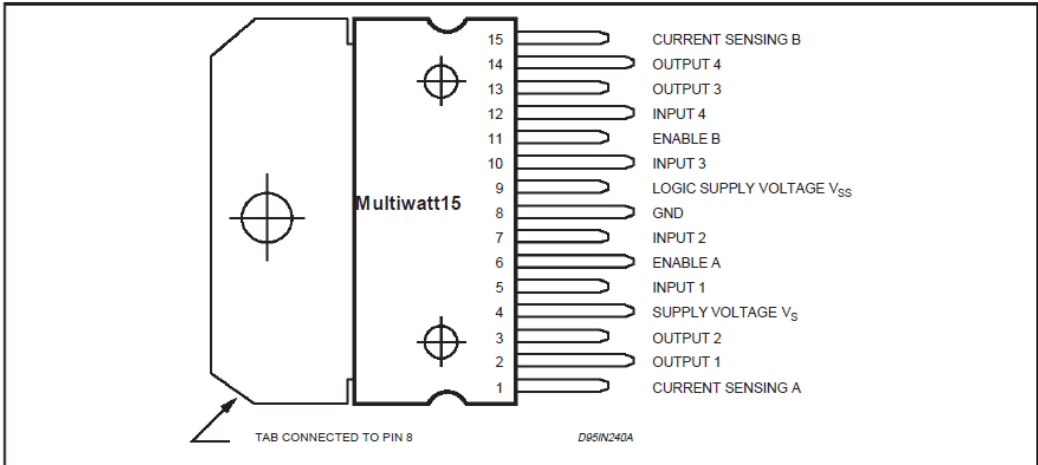 15 CURRENT SENSING B
14 OUTPUT 4
13 OUTPUT 3
12 INPUT 4
11 ENABLE B
10 INPUT 3
9 LOGIC SUPPLY VOLTAGE VSS
Multiwatt15
8 GND
7 INPUT 2
6 ENABLE A
5 INPUT 1
4 SUPPLY VOLTAGE VS
3 OUTPUT 2
2 OUTPUT 1
1 CURRENT SENSING A
TAB CONNECTED TO PIN 8
D95IN240A